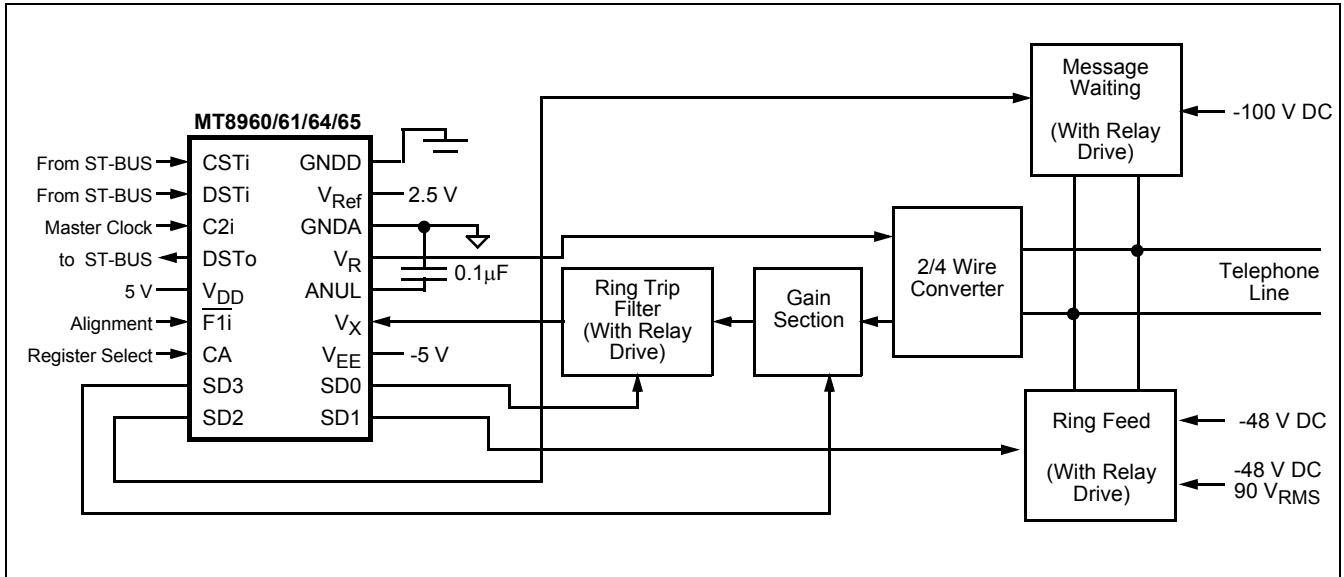 MT8960/61/64/65
From ST-BUS
From ST-BUS
Master Clock
to ST-BUS
5 V
Alignment
Register Select
CSTi
DSTi
C2i
DSTo
VDD
F1i
CA
SD3
SD2
GNDD
VRef
GNDA
VR
ANUL
VX
VEE
SD0
SD1
2.5 V
0.1μF
-5 V
Ring Trip
Filter
(With Relay
Drive)
Gain
Section
2/4 Wire
Converter
Message
Waiting
(With Relay
Drive)
-100 V DC
Telephone
Line
Ring Feed
(With Relay
Drive)
-48 V DC
-48 V DC
90 VRMS